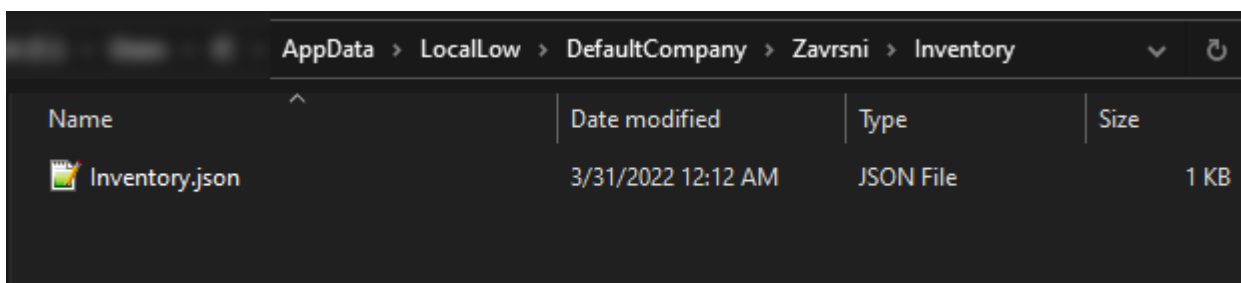 AppData > LocalLow > DefaultCompany > Zavrsni > Inventory
Name Date modified Type Size
Inventory.json 3/31/2022 12:12 AM JSON File 1 KB